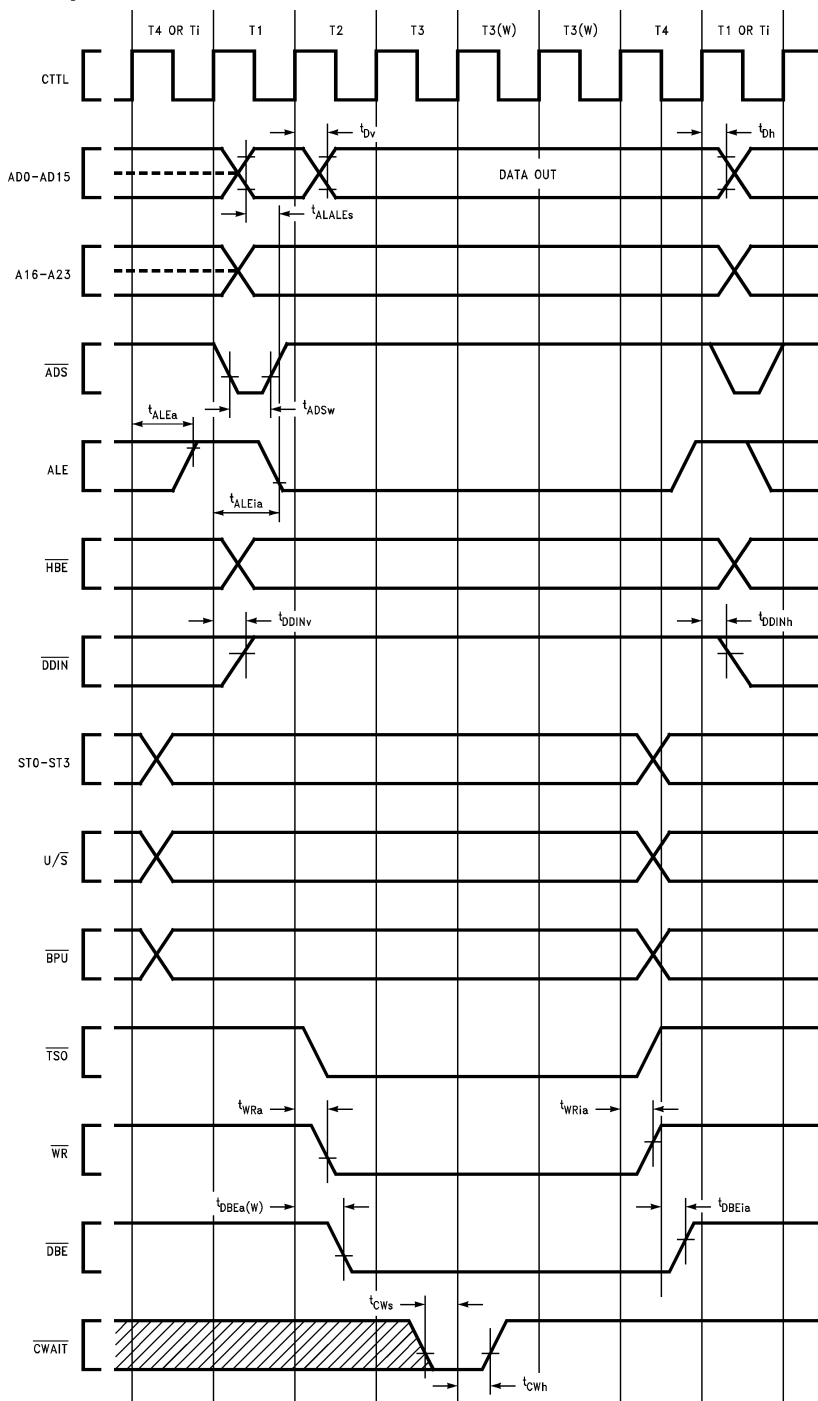 T4 OR Ti T1 T2 T3 T3(W) T3(W) T4 T1 OR Ti
CTTL
tDv tDh
AD0-AD15 DATA OUT
tALALEs
A16-A23
ADS
tALEa tADSw
ALE
tALEia
HBE
tDDINv tDDINh
DDIN
ST0-ST3
U/S
BPU
TSO
tWRa tWRia
WR
tDBEa(W) tDBEia
DBE
tCWs
CWAIT
tCWh